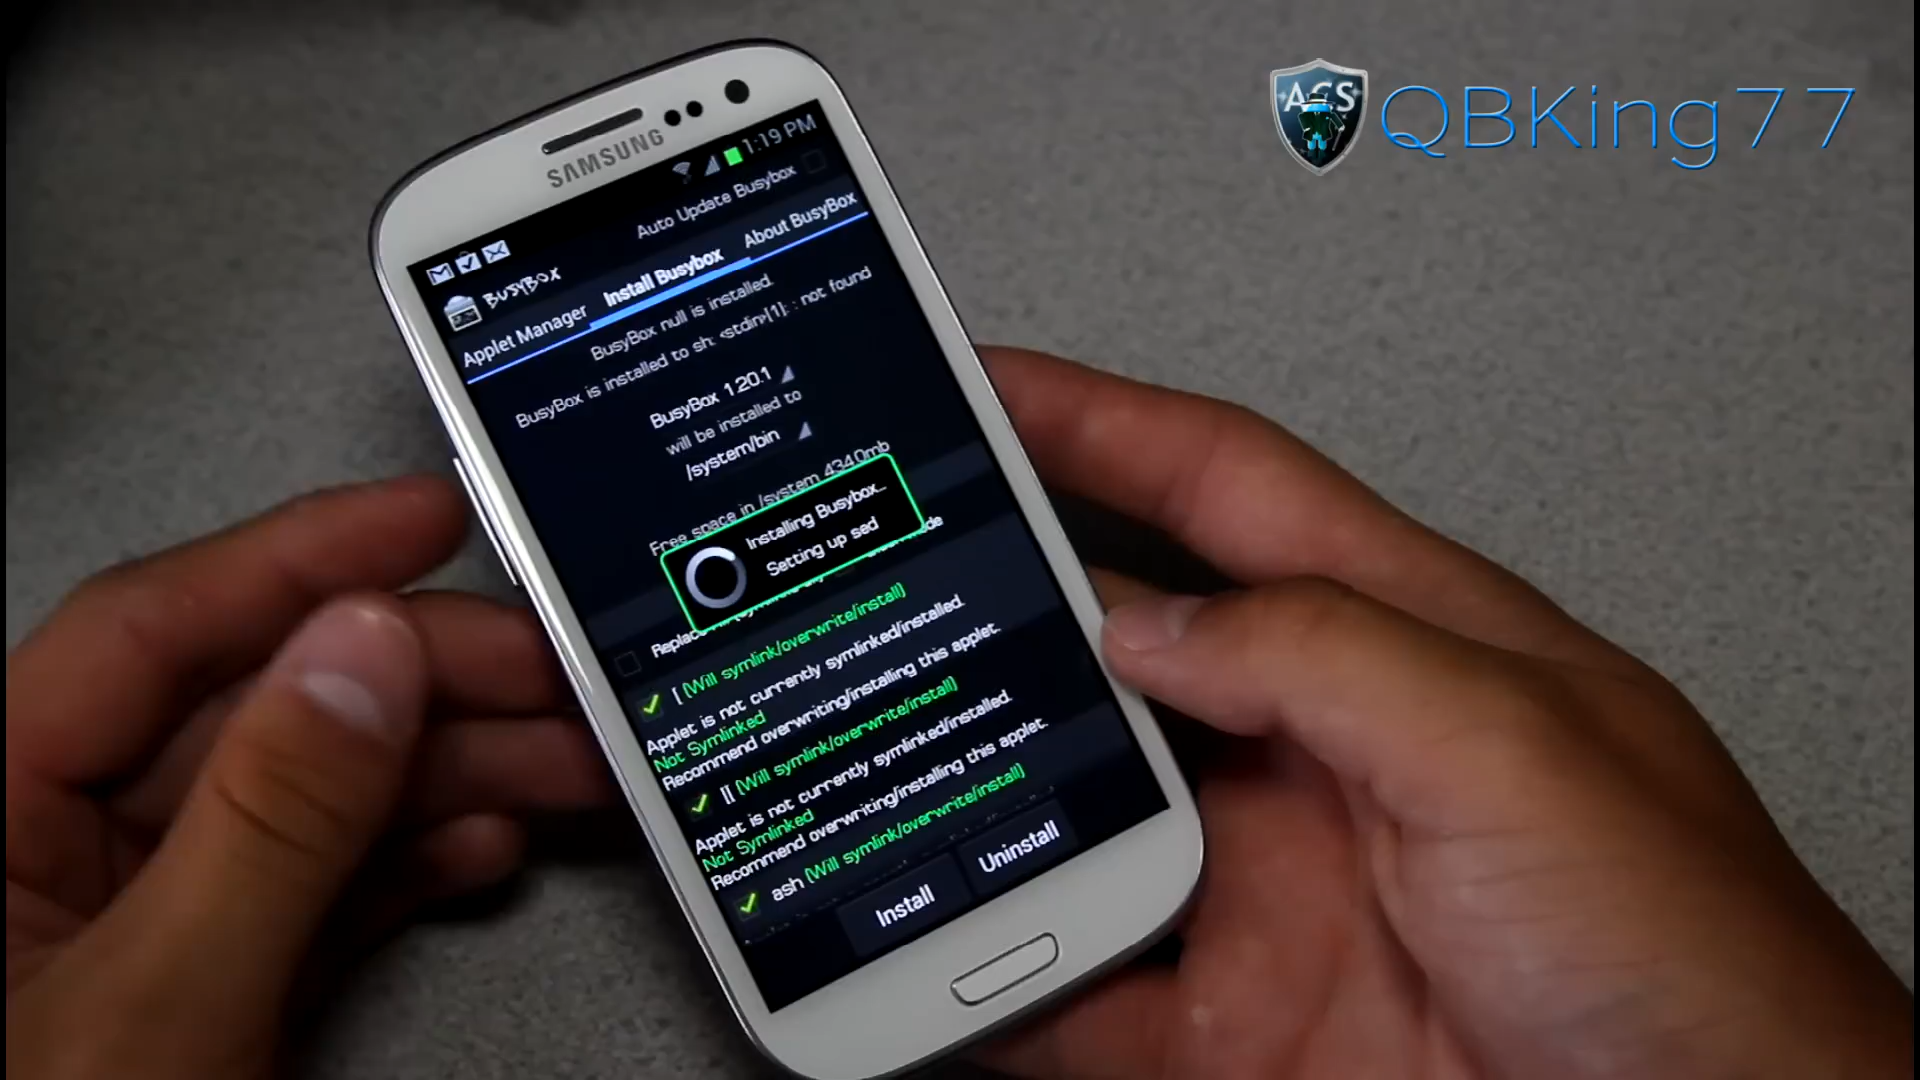 ACS
QBKing77
SAMSUNG
1:19 PM
BUSYBOX
Auto Update Busybox
Applet Manager
Install Busybox
About BusyBox
BusyBox null is installed.
BusyBox is installed to sh: <stdin>[1]: : not found
BusyBox 1.20.1
will be installed to
/system/bin
Free space in /system 434.0mb
Installing Busybox...
Setting up sed
[ (Will symlink/overwrite/install)
Applet is not currently symlinked/installed.
Not Symlinked
Recommend overwriting/installing this applet.
[[ (Will symlink/overwrite/install)
Applet is not currently symlinked/installed.
Not Symlinked
Recommend overwriting/installing this applet.
ash (Will symlink/overwrite/install)
Install
Uninstall